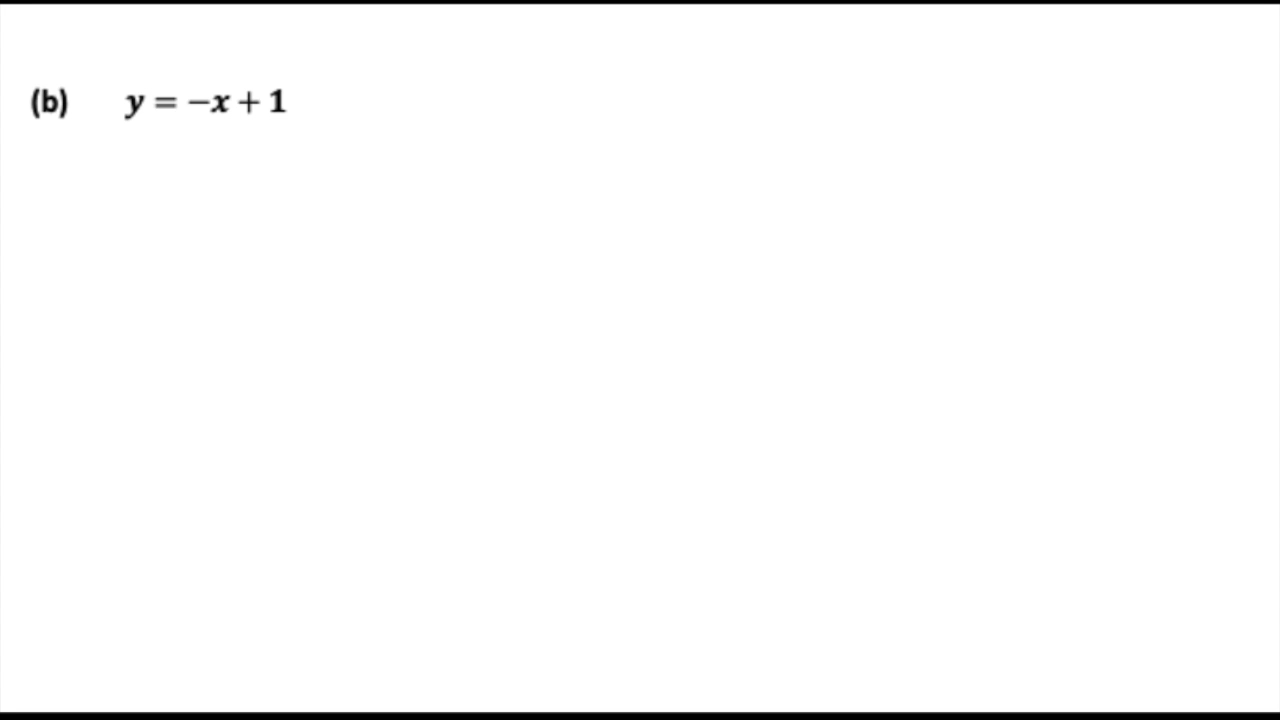 (b) y = −x + 1